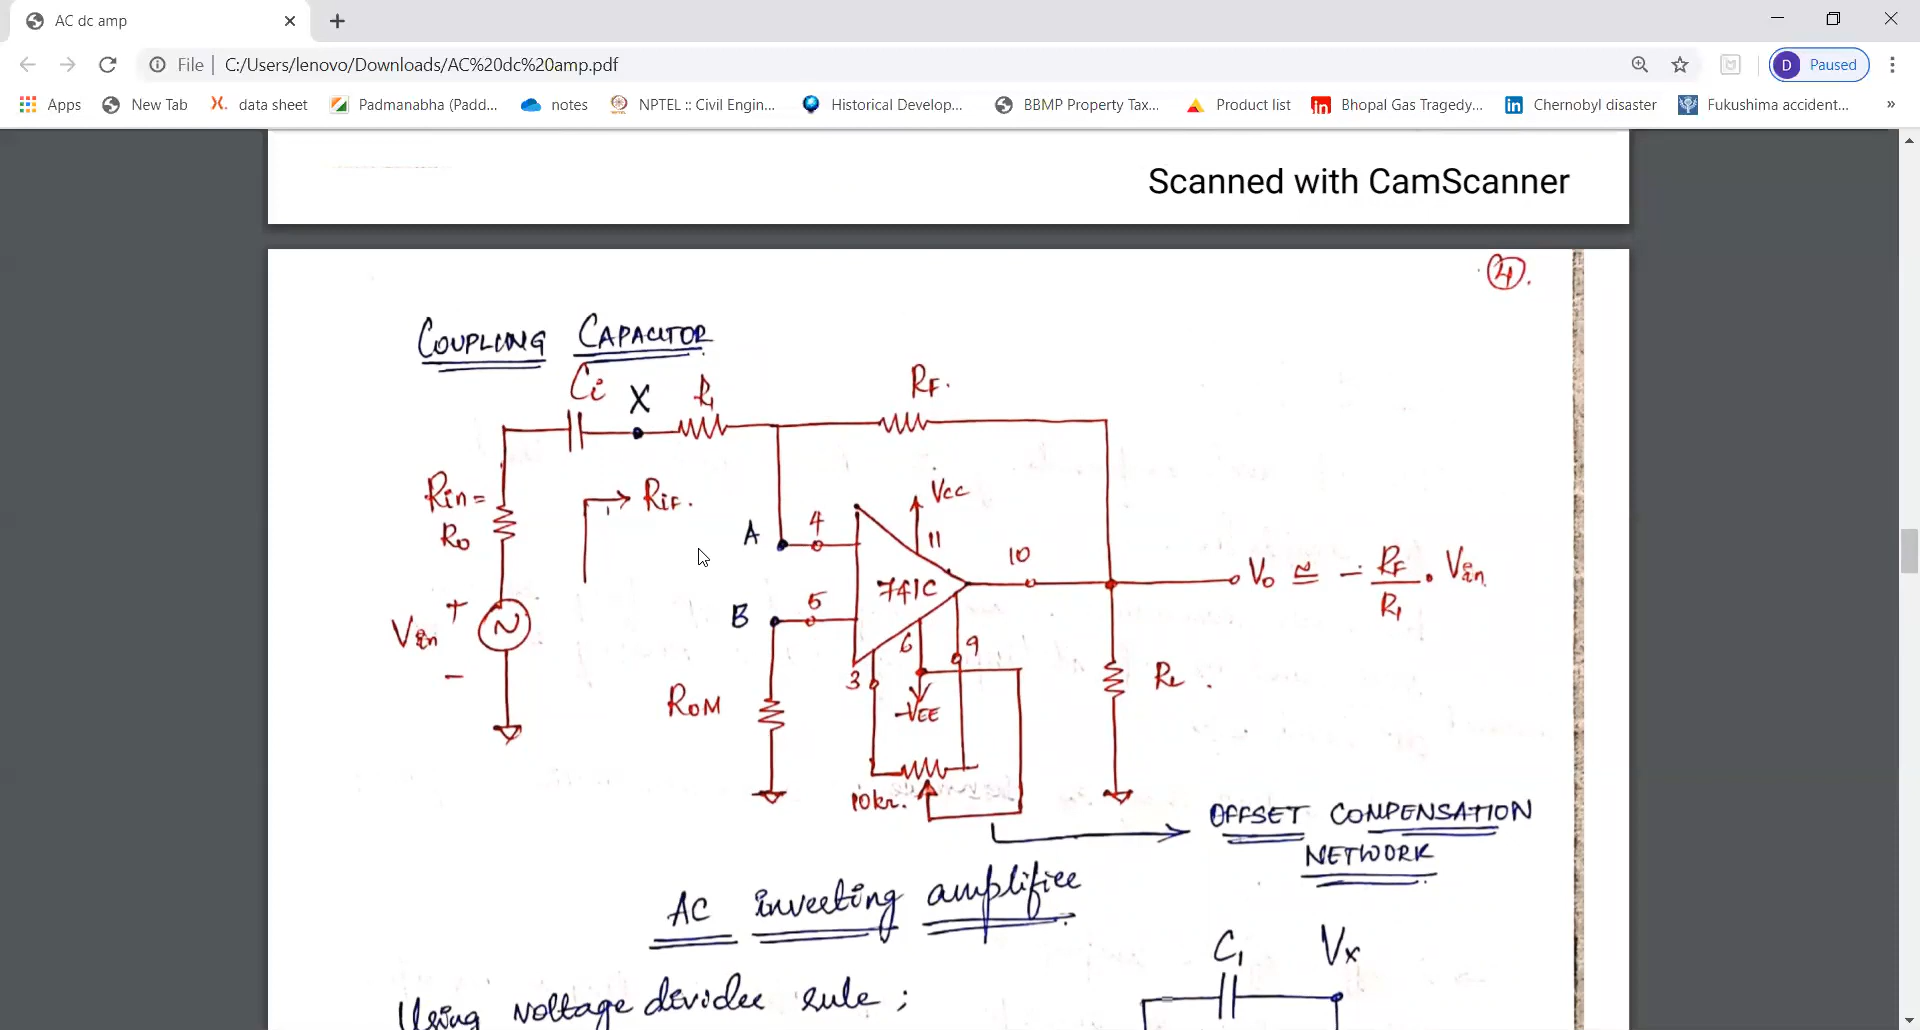 AC dc amp
File | C:/Users/lenovo/Downloads/AC%20dc%20amp.pdf
D Paused
Apps New Tab data sheet Padmanabha (Padd... notes NPTEL :: Civil Engin... Historical Develop... BBMP Property Tax... Product list Bhopal Gas Tragedy... Chernobyl disaster Fukushima accident... »
Scanned with CamScanner
4.
COUPLING CAPACITOR
Ci X R1 RF.
Rin = R0
RiF.
Vcc
A 4 11
10
741C
V0 ≅ - RF/R1 . Vin
B 5
Vin + -
6 9
3
ROM
-VEE
RL .
10kΩ.
OFFSET COMPENSATION
NETWORK
AC inverting amplifier
C1 Vx
Using voltage divider rule ;